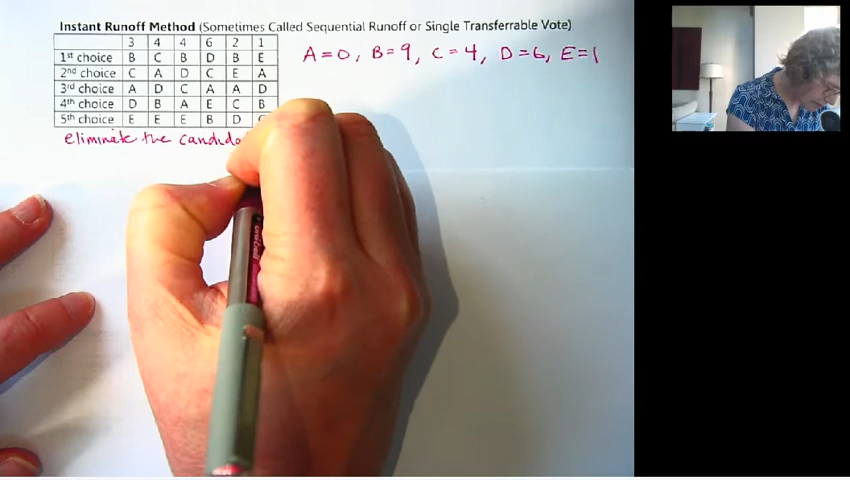 Instant Runoff Method (Sometimes Called Sequential Runoff or Single Transferrable Vote)
3 4 4 6 2 1
A=0, B=9, C=4, D=6, E=1
1st choice B C B D B E
2nd choice C A D C E A
3rd choice A D C A A D
4th choice D B A E C B
5th choice E E E B D
eliminate the